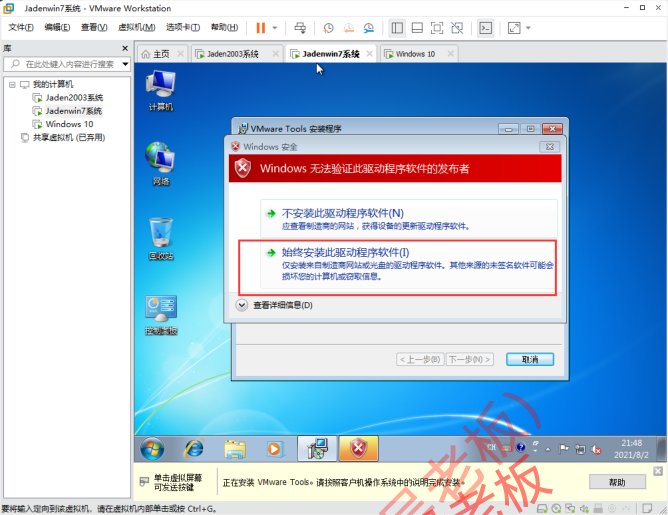 Jadenwin7系统 - VMware Workstation
文件(F) 编辑(E) 查看(V) 虚拟机(M) 选项卡(T) 帮助(H)
库
在此处键入内容进行搜索
主页 Jaden2003系统 Jadenwin7系统 Windows 10
我的计算机
Jaden2003系统
Jadenwin7系统
Windows 10
共享虚拟机 (已弃用)
计算机
网络
回收站
控制面板
VMware Tools 安装程序
Windows 安全
Windows 无法验证此驱动程序软件的发布者
不安装此驱动程序软件(N)
应查看制造商的网站，获得设备的更新驱动程序软件。
始终安装此驱动程序软件(I)
仅安装来自制造商网站或光盘的驱动程序软件。其他来源的未签名软件可能会
损坏您的计算机或窃取信息。
查看详细信息(D)
< 上一步(B) 下一步(N) > 取消
CH
21:48
2021/8/2
老板）
老板
单击虚拟屏幕
可发送按键
正在安装 VMware Tools。请按照客户机操作系统中的说明完成安装。
帮助
要将输入定向到该虚拟机，请在虚拟机内部单击或按 Ctrl+G。